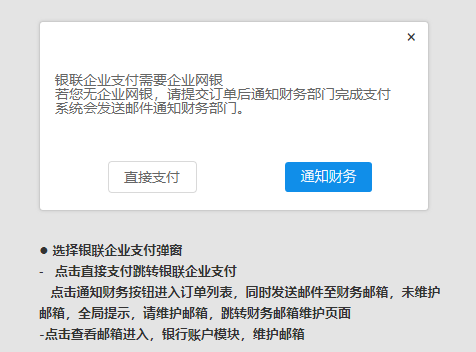 ×
银联企业支付需要企业网银
若您无企业网银，请提交订单后通知财务部门完成支付
系统会发送邮件通知财务部门。
直接支付 通知财务
● 选择银联企业支付弹窗
- 点击直接支付跳转银联企业支付
点击通知财务按钮进入订单列表，同时发送邮件至财务邮箱，未维护
邮箱，全局提示，请维护邮箱，跳转财务邮箱维护页面
-点击查看邮箱进入，银行账户模块，维护邮箱